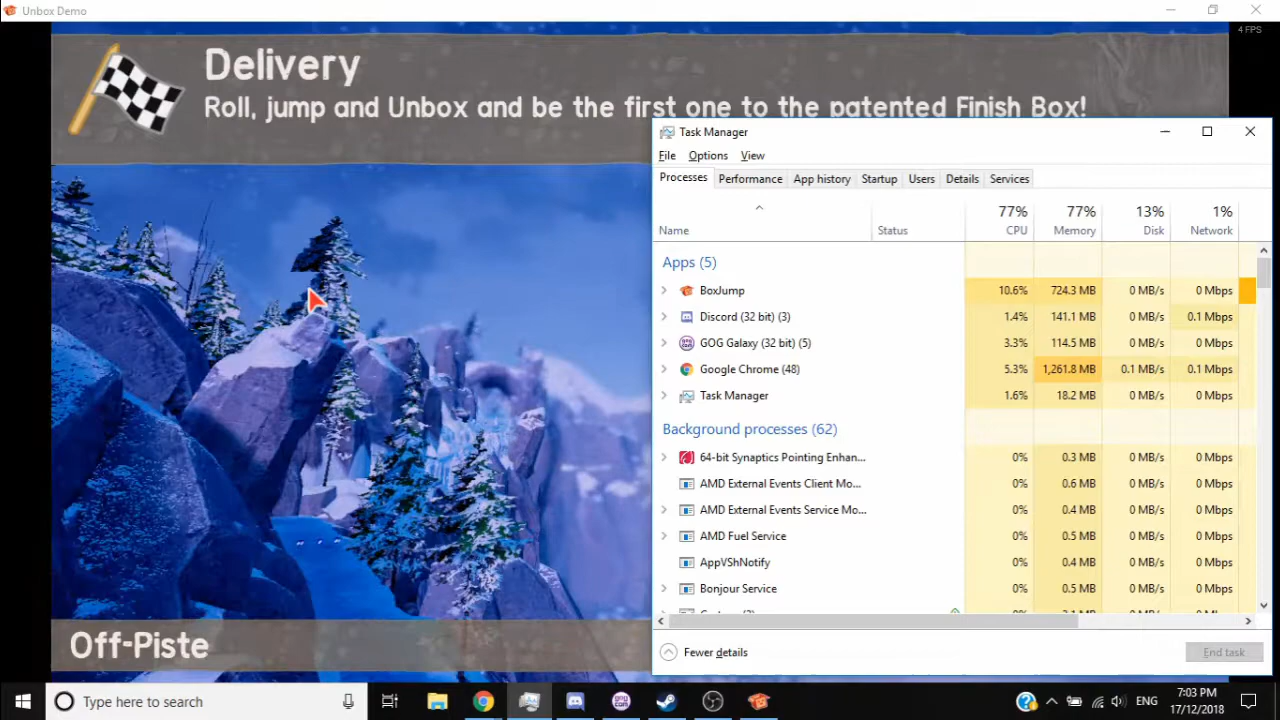 Unbox Demo
4 FPS
Delivery
Roll, jump and Unbox and be the first one to the patented Finish Box!
Task Manager
File Options View
Processes Performance App history Startup Users Details Services
77% 77% 13% 1%
Name Status CPU Memory Disk Network
Apps (5)
BoxJump 10.6% 724.3 MB 0 MB/s 0 Mbps
Discord (32 bit) (3) 1.4% 141.1 MB 0 MB/s 0.1 Mbps
GOG Galaxy (32 bit) (5) 3.3% 114.5 MB 0 MB/s 0 Mbps
Google Chrome (48) 5.3% 1,261.8 MB 0.1 MB/s 0.1 Mbps
Task Manager 1.6% 18.2 MB 0 MB/s 0 Mbps
Background processes (62)
64-bit Synaptics Pointing Enhan... 0% 0.3 MB 0 MB/s 0 Mbps
AMD External Events Client Mo... 0% 0.6 MB 0 MB/s 0 Mbps
AMD External Events Service Mo... 0% 0.4 MB 0 MB/s 0 Mbps
AMD Fuel Service 0% 0.5 MB 0 MB/s 0 Mbps
AppVShNotify 0% 0.4 MB 0 MB/s 0 Mbps
Bonjour Service 0% 0.5 MB 0 MB/s 0 Mbps
Fewer details End task
Off-Piste
Type here to search
ENG
7:03 PM
17/12/2018